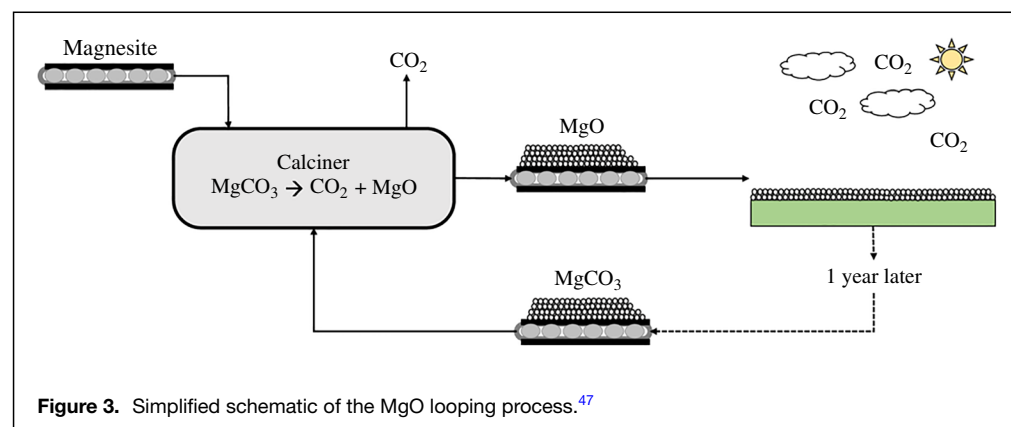 Magnesite
CO₂
CO₂
CO₂
CO₂
MgO
Calciner
MgCO₃ → CO₂ + MgO
MgCO₃
1 year later
Figure 3. Simplified schematic of the MgO looping process.⁴⁷